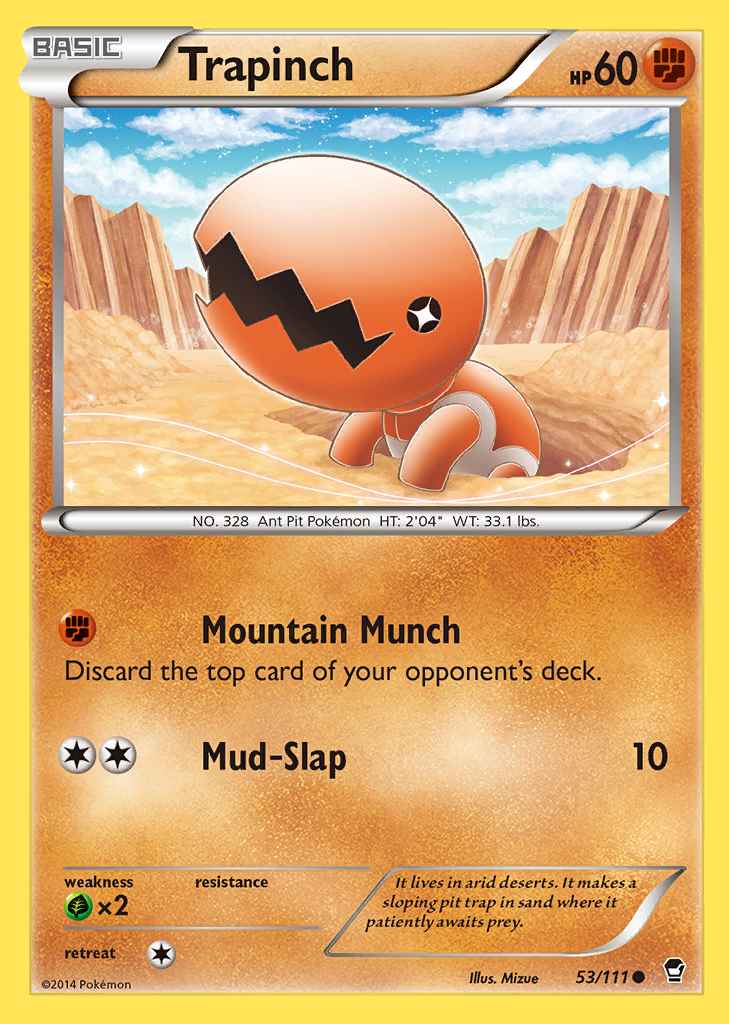 BASIC
Trapinch
HP60
NO. 328 Ant Pit Pokémon HT: 2'04" WT: 33.1 lbs.
Mountain Munch
Discard the top card of your opponent's deck.
Mud-Slap 10
weakness resistance
×2
It lives in arid deserts. It makes a
sloping pit trap in sand where it
patiently awaits prey.
retreat
©2014 Pokémon
Illus. Mizue 53/111